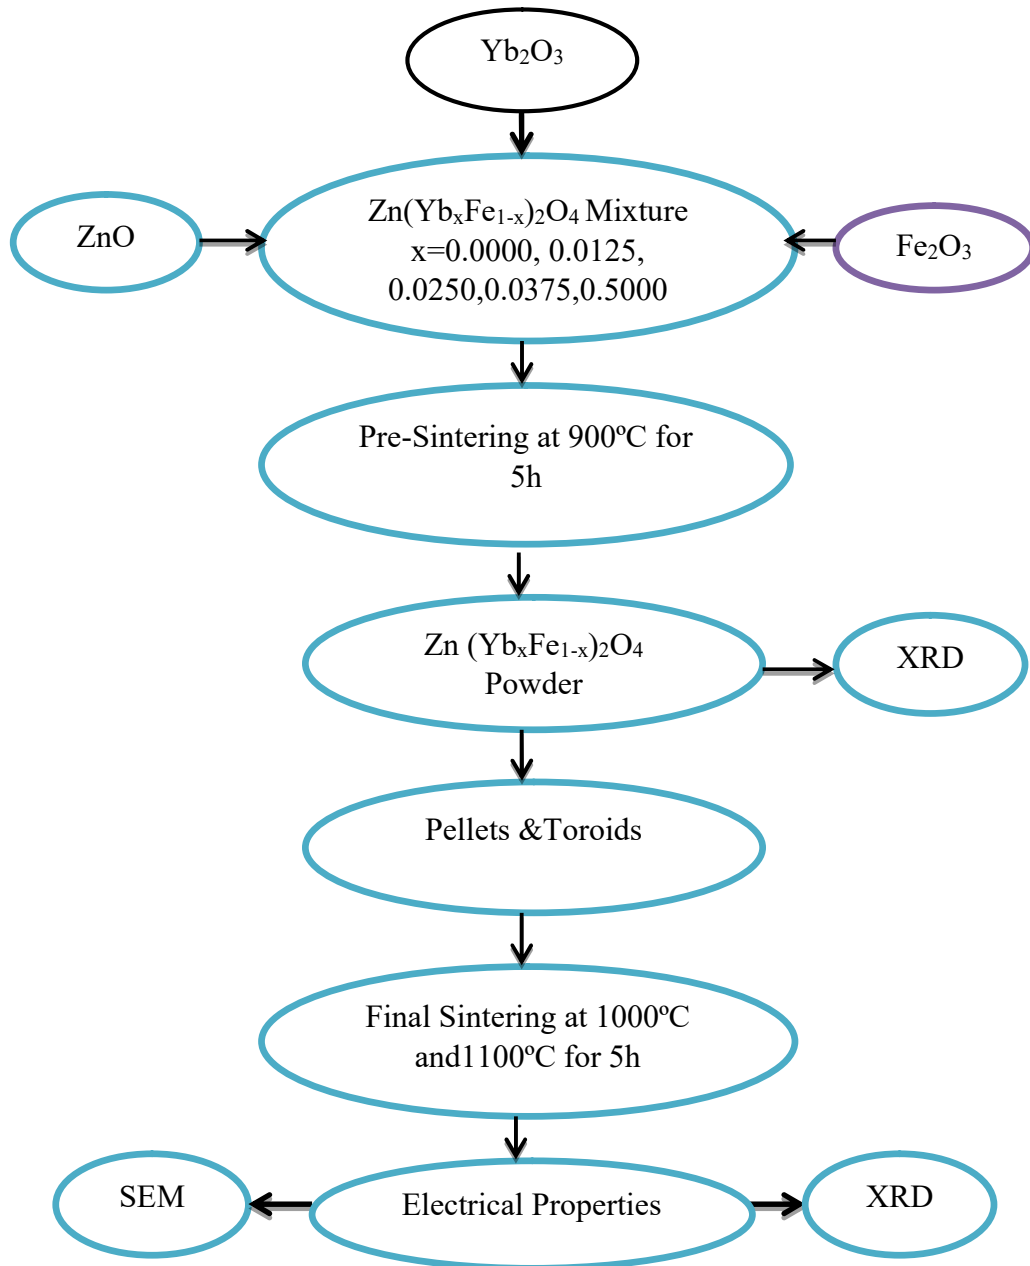 Yb₂O₃
ZnO
Zn(YbₓFe₁₋ₓ)₂O₄ Mixture
x=0.0000, 0.0125,
0.0250,0.0375,0.5000
Fe₂O₃
Pre-Sintering at 900ºC for
5h
Zn (YbₓFe₁₋ₓ)₂O₄
Powder
XRD
Pellets &Toroids
Final Sintering at 1000ºC
and1100ºC for 5h
SEM
Electrical Properties
XRD